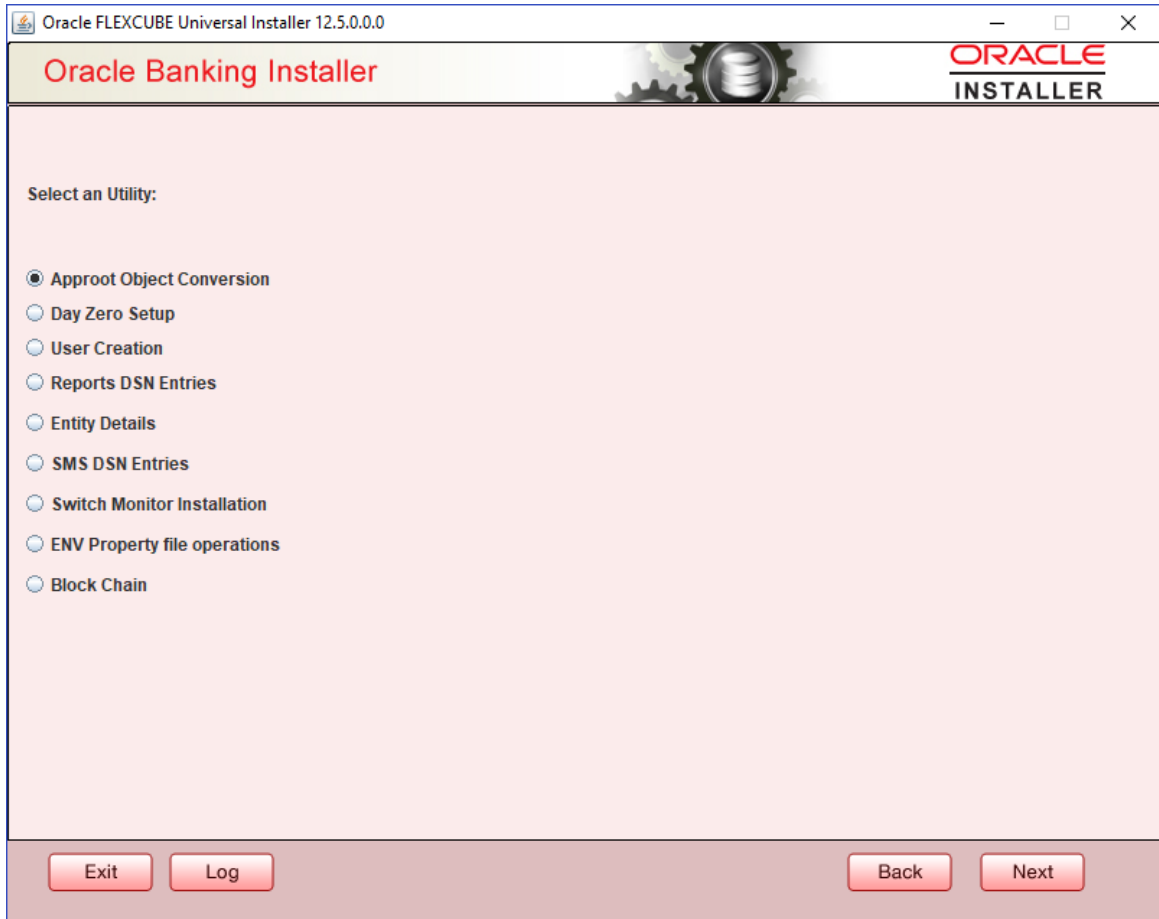 Oracle FLEXCUBE Universal Installer 12.5.0.0.0
Oracle Banking Installer
ORACLE
INSTALLER
Select an Utility:
Approot Object Conversion
Day Zero Setup
User Creation
Reports DSN Entries
Entity Details
SMS DSN Entries
Switch Monitor Installation
ENV Property file operations
Block Chain
Exit Log Back Next